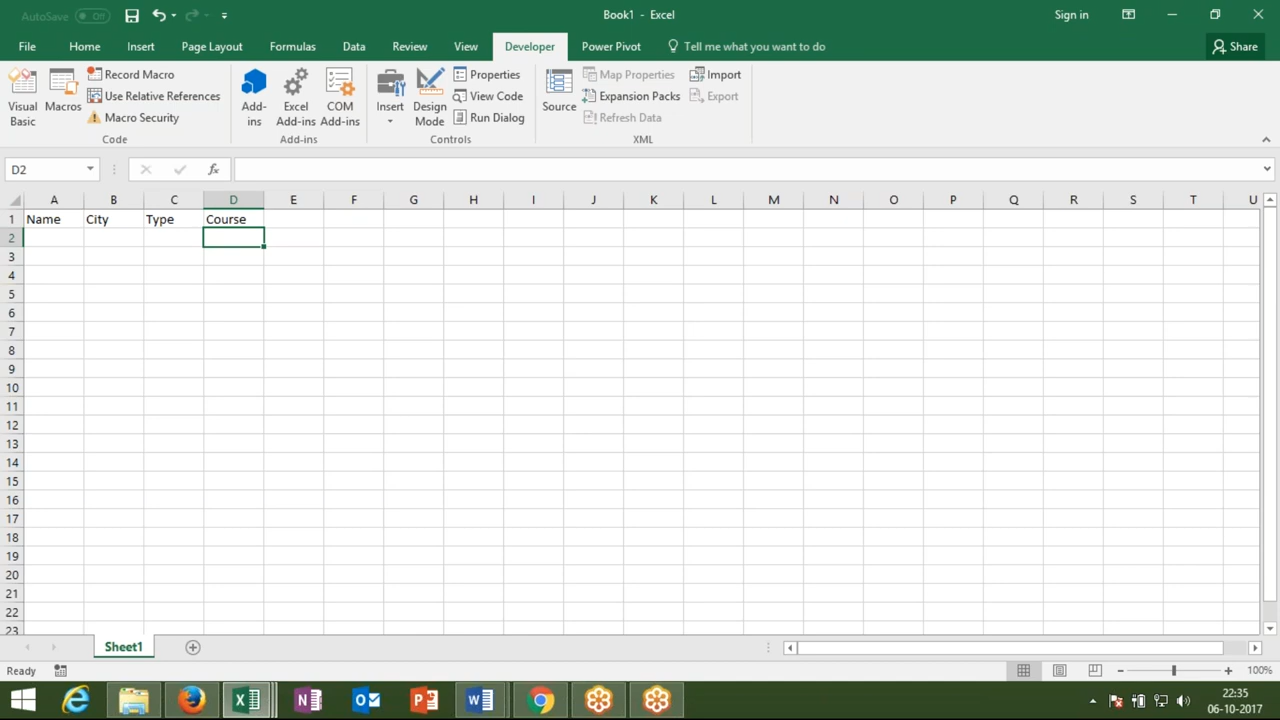 AutoSave Off
Book1 - Excel
Sign in
File Home Insert Page Layout Formulas Data Review View Developer Power Pivot Tell me what you want to do Share
Visual Basic
Macros
Record Macro
Use Relative References
Macro Security
Code
Add-ins
Excel Add-ins
COM Add-ins
Add-ins
Insert
Design Mode
Properties
View Code
Run Dialog
Controls
Source
Map Properties
Expansion Packs
Refresh Data
Import
Export
XML
D2
fx
A B C D E F G H I J K L M N O P Q R S T U
1 Name City Type Course
2
3
4
5
6
7
8
9
10
11
12
13
14
15
16
17
18
19
20
21
22
23
Sheet1
Ready
100%
22:35
06-10-2017